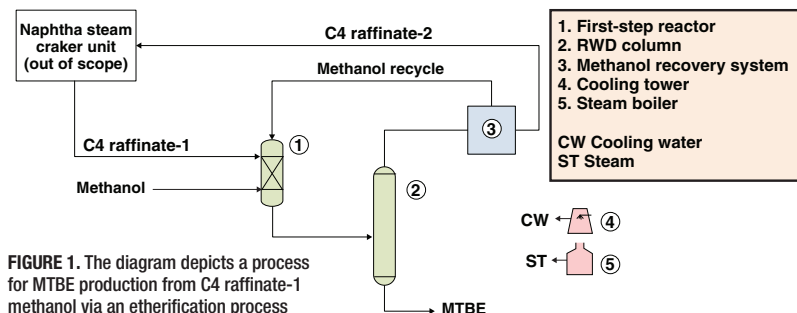 Naphtha steam
craker unit
(out of scope)
C4 raffinate-2
Methanol recycle
C4 raffinate-1
Methanol
1
2
3
MTBE
CW
4
ST
5
1. First-step reactor
2. RWD column
3. Methanol recovery system
4. Cooling tower
5. Steam boiler
CW Cooling water
ST Steam
FIGURE 1. The diagram depicts a process
for MTBE production from C4 raffinate-1
methanol via an etherification process